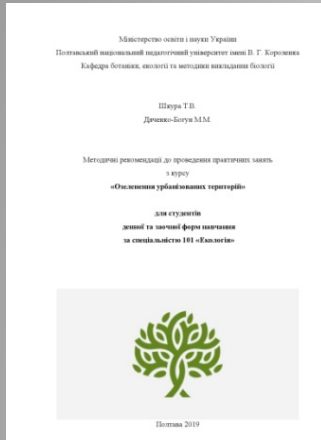 Міністерство освіти і науки України
Полтавський національний педагогічний університет імені В. Г. Короленка
Кафедра ботаніки, екології та методики викладання біології
Шкура Т.В.
Дяченко-Богун М.М.
Методичні рекомендації до проведення практичних занять
з курсу
«Озеленення урбанізованих територій»
для студентів
денної та заочної форм навчання
за спеціальністю 101 «Екологія»
Полтава 2019